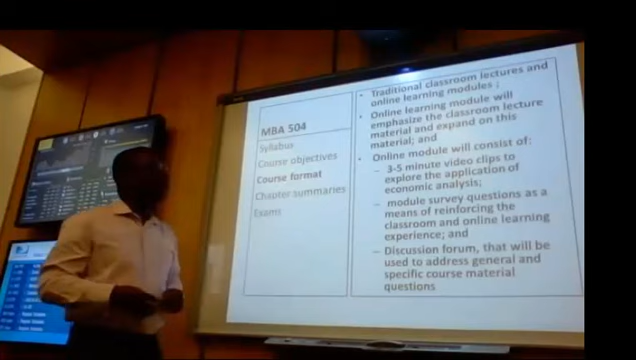 MBA 504
Syllabus
Course objectives
Course format
Chapter summaries
Exams
• Traditional classroom lectures and
online learning modules ;
• Online learning module will
emphasize the classroom lecture
material and expand on this
material; and
• Online module will consist of:
– 3-5 minute video clips to
explore the application of
economic analysis;
– module survey questions as a
means of reinforcing the
classroom and online learning
experience; and
– Discussion forum, that will be
used to address general and
specific course material
questions